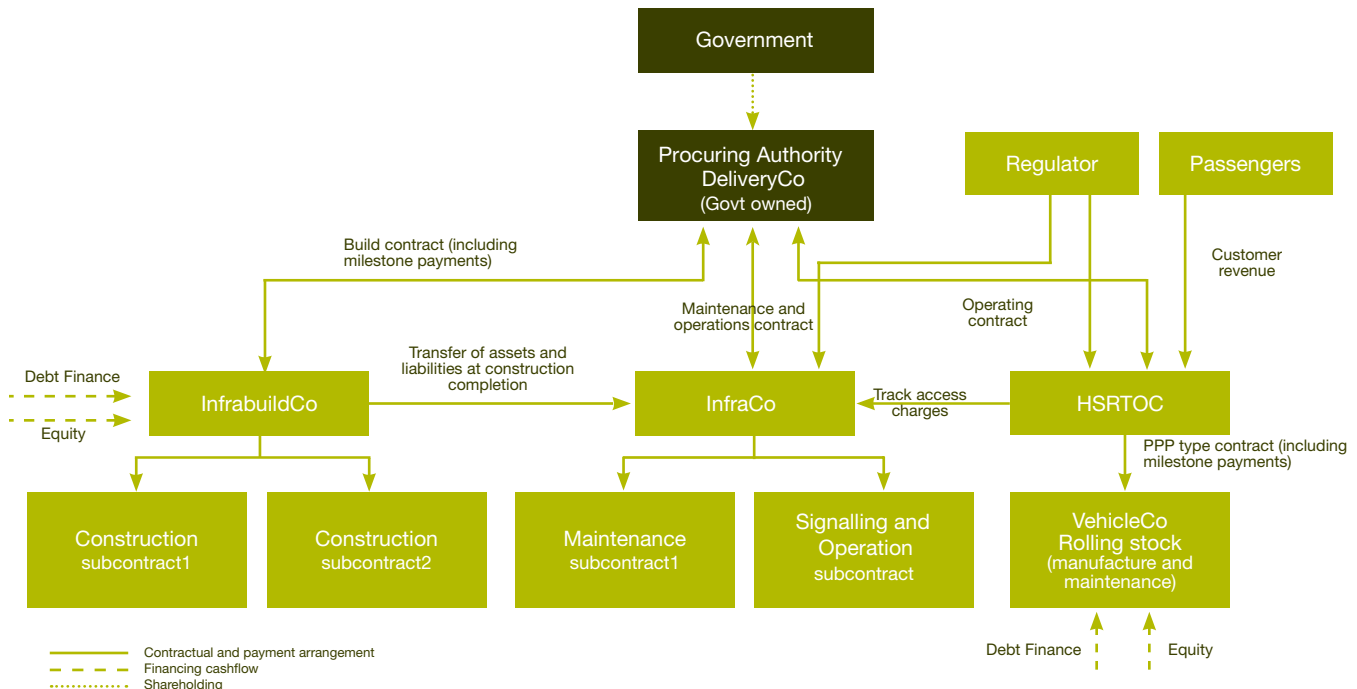 Government
Procuring Authority
DeliveryCo
(Govt owned)
Regulator
Passengers
Build contract (including
milestone payments)
Customer
revenue
Maintenance and
operations contract
Operating
contract
Transfer of assets and
liabilities at construction
completion
Debt Finance
Equity
InfrabuildCo
InfraCo
Track access
charges
HSRTOC
PPP type contract (including
milestone payments)
Construction
subcontract1
Construction
subcontract2
Maintenance
subcontract1
Signalling and
Operation
subcontract
VehicleCo
Rolling stock
(manufacture and
maintenance)
Debt Finance
Equity
Contractual and payment arrangement
Financing cashflow
Shareholding